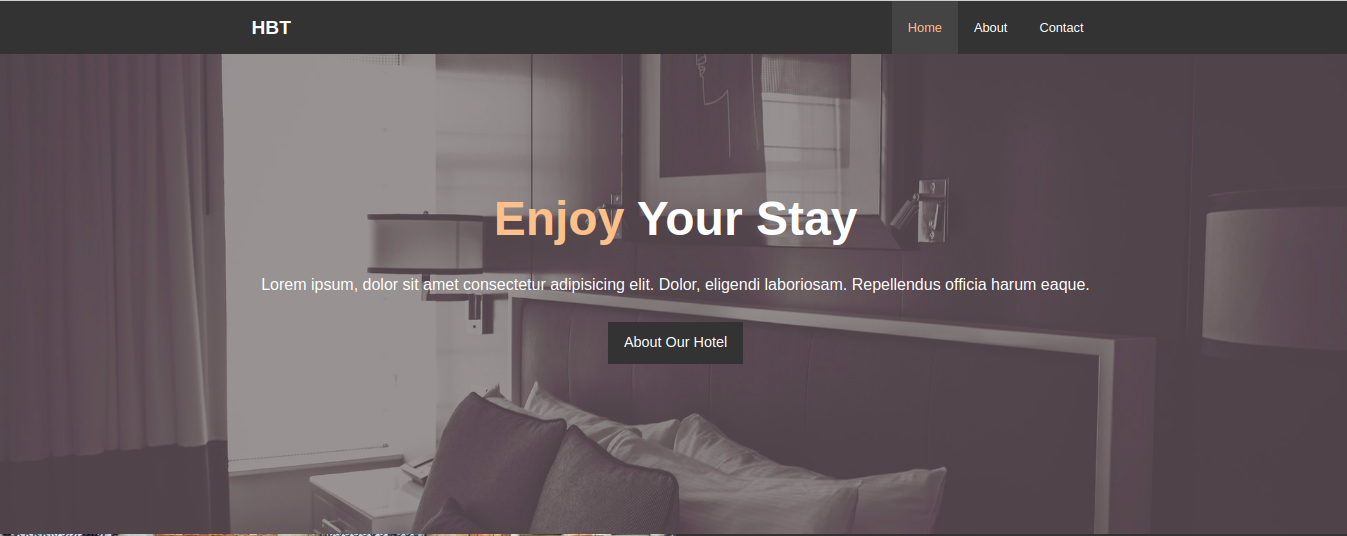 HBT
Home About Contact
Enjoy Your Stay
Lorem ipsum, dolor sit amet consectetur adipisicing elit. Dolor, eligendi laboriosam. Repellendus officia harum eaque.
About Our Hotel